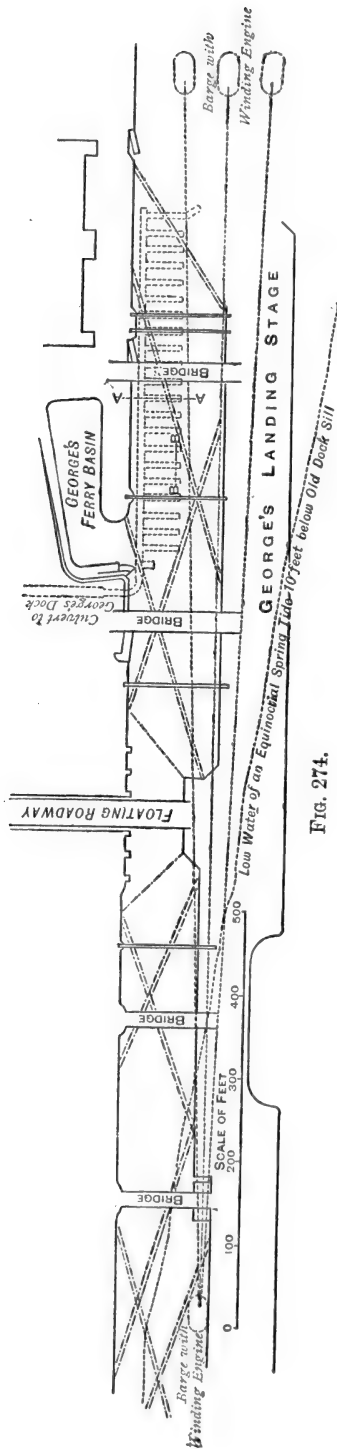 Barge with
Winding Engine
GEORGE'S
FERRY BASIN
Culvert to
Georges Dock
FLOATING ROADWAY
BRIDGE
A
A
B
B
BRIDGE
BRIDGE
BRIDGE
GEORGE'S LANDING STAGE
Low Water of an Equinoctial Spring Tide 10 feet below Old Dock Sill
Barge with
Winding Engine
SCALE OF FEET
0 100 200 300 400 500
FIG. 274.